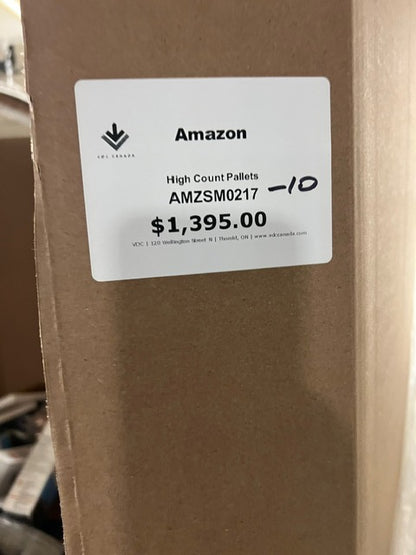 VDC CANADA
Amazon
High Count Pallets
AMZSM0217 -10
$1,395.00
VDC | 120 Wellington Street N | Thorold, ON | www.vdccanada.com